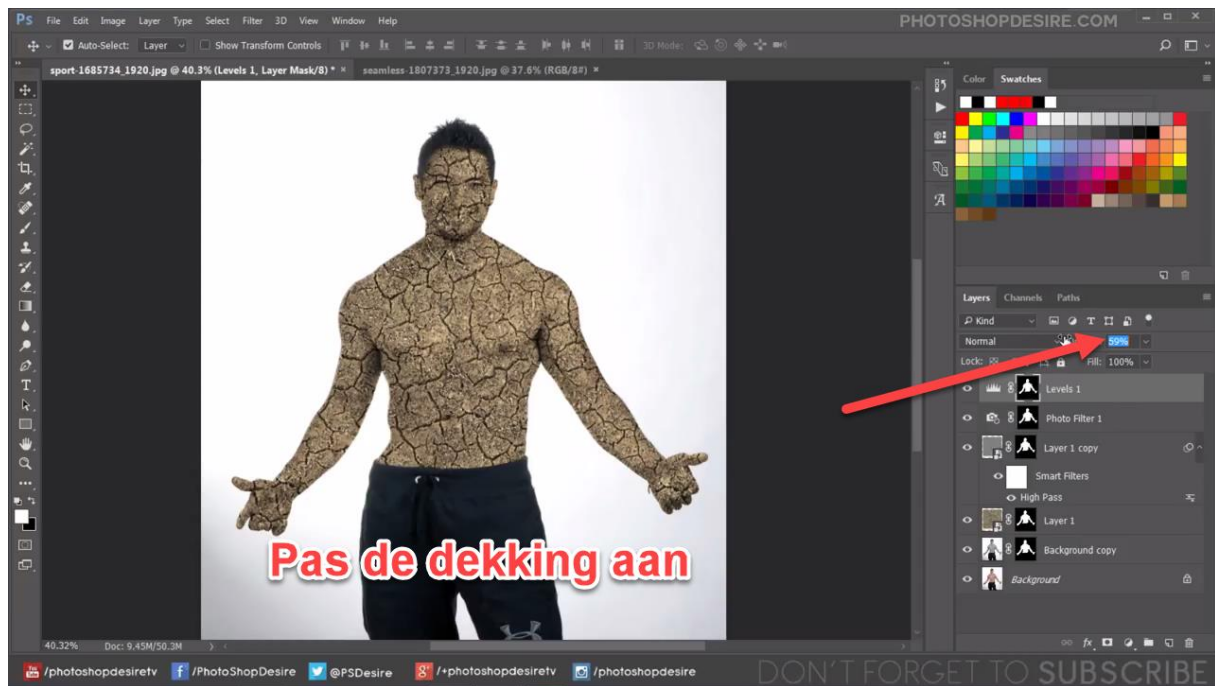 Ps File Edit Image Layer Type Select Filter 3D View Window Help
PHOTOSHOPDESIRE.COM
Auto-Select: Layer Show Transform Controls 3D Mode:
sport-1685734_1920.jpg @ 40.3% (Levels 1, Layer Mask/8) * × seamless-1807373_1920.jpg @ 37.6% (RGB/8#) ×
Color Swatches
Layers Channels Paths
Kind
Normal 59%
Lock: Fill: 100%
Levels 1
Photo Filter 1
Layer 1 copy
Smart Filters
High Pass
Layer 1
Background copy
Background
Pas de dekking aan
40.32% Doc: 9.45M/50.3M
/photoshopdesiretv /PhotoShopDesire @PSDesire /+photoshopdesiretv /photoshopdesire
DON'T FORGET TO SUBSCRIBE